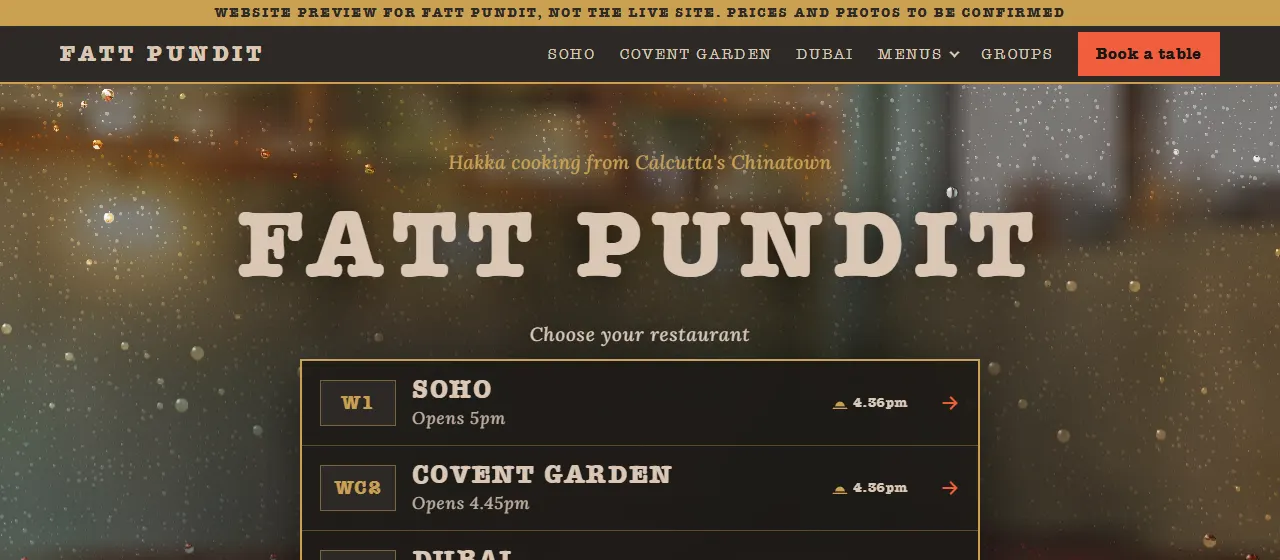 WEBSITE PREVIEW FOR FATT PUNDIT, NOT THE LIVE SITE. PRICES AND PHOTOS TO BE CONFIRMED
FATT PUNDIT SOHO COVENT GARDEN DUBAI MENUS GROUPS Book a table
Hakka cooking from Calcutta's Chinatown
FATT PUNDIT
Choose your restaurant
W1 SOHO 4.36pm
Opens 5pm
WC2 COVENT GARDEN 4.36pm
Opens 4.45pm
DUBAI